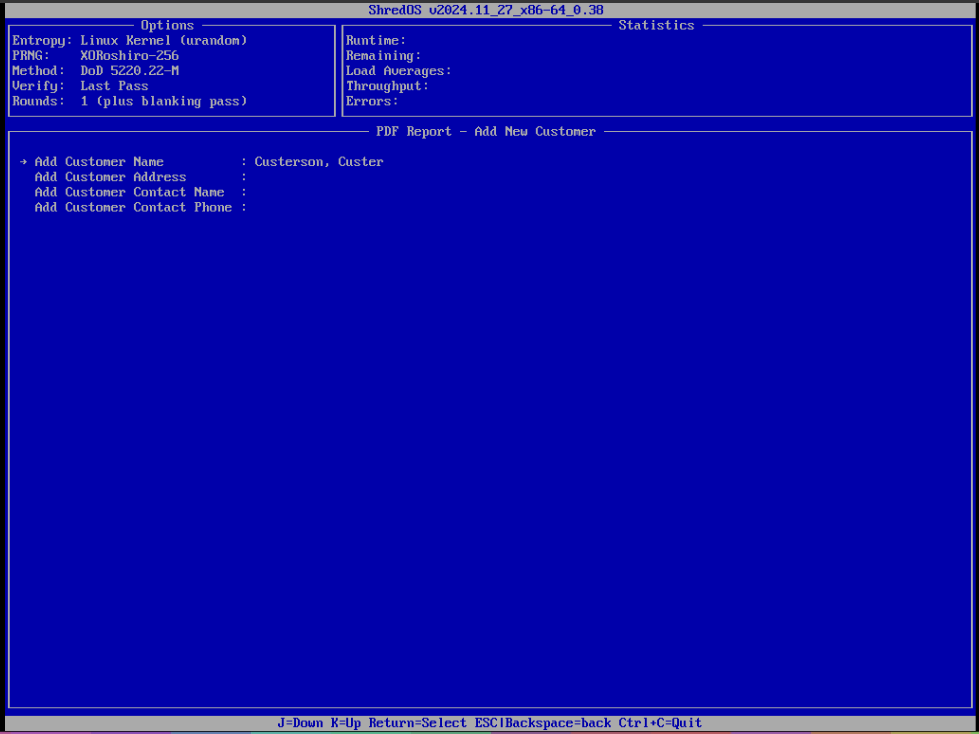 ShredOS v2024.11_27_x86-64_0.38
Options
Entropy: Linux Kernel (urandom)
PRNG: XORoshiro-256
Method: DoD 5220.22-M
Verify: Last Pass
Rounds: 1 (plus blanking pass)
Statistics
Runtime:
Remaining:
Load Averages:
Throughput:
Errors:
PDF Report - Add New Customer
→ Add Customer Name : Custerson, Custer
Add Customer Address :
Add Customer Contact Name :
Add Customer Contact Phone :
J=Down K=Up Return=Select ESC|Backspace=back Ctrl+C=Quit